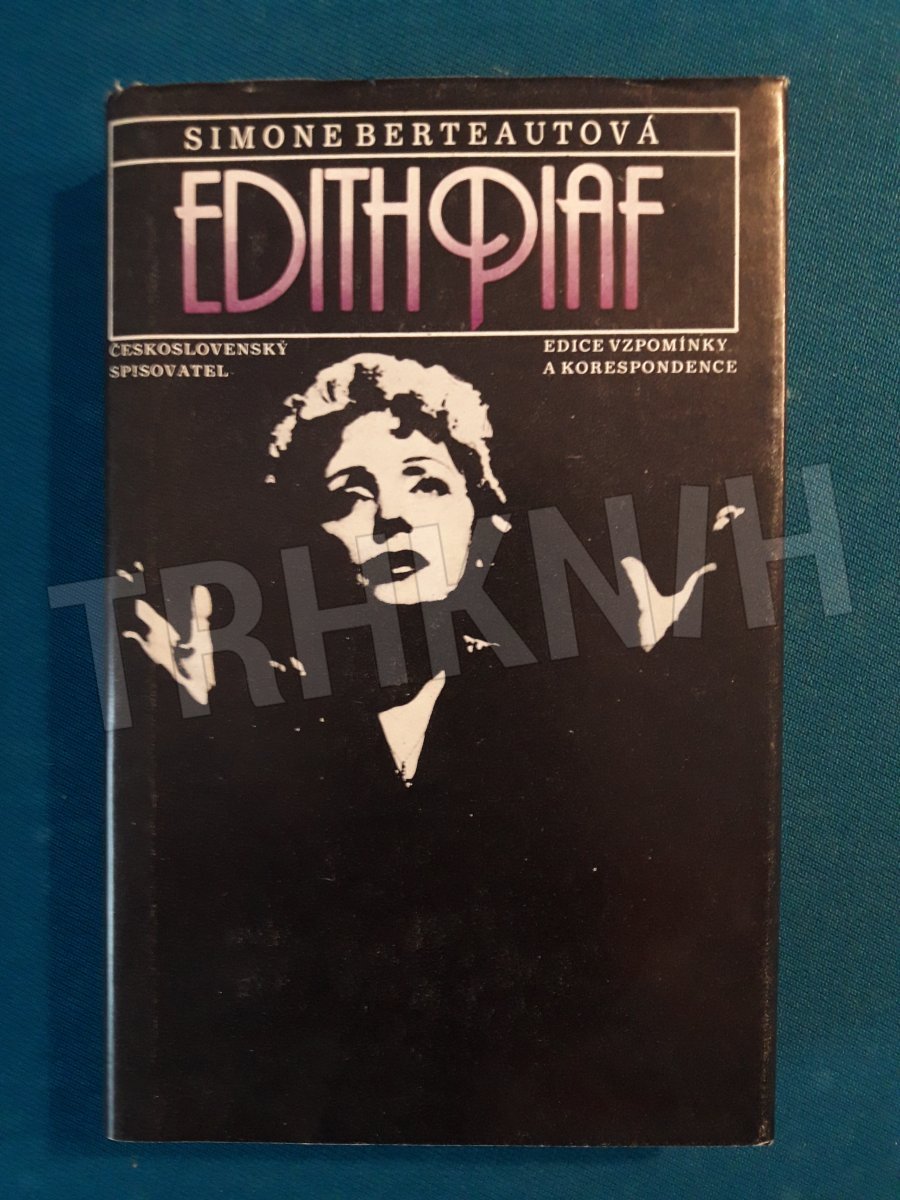 SIMONE BERTEAUTOVÁ
EDITH PIAF
ČESKOSLOVENSKÝ
SPISOVATEL
EDICE VZPOMÍNKY
A KORESPONDENCE
TRHKNIH